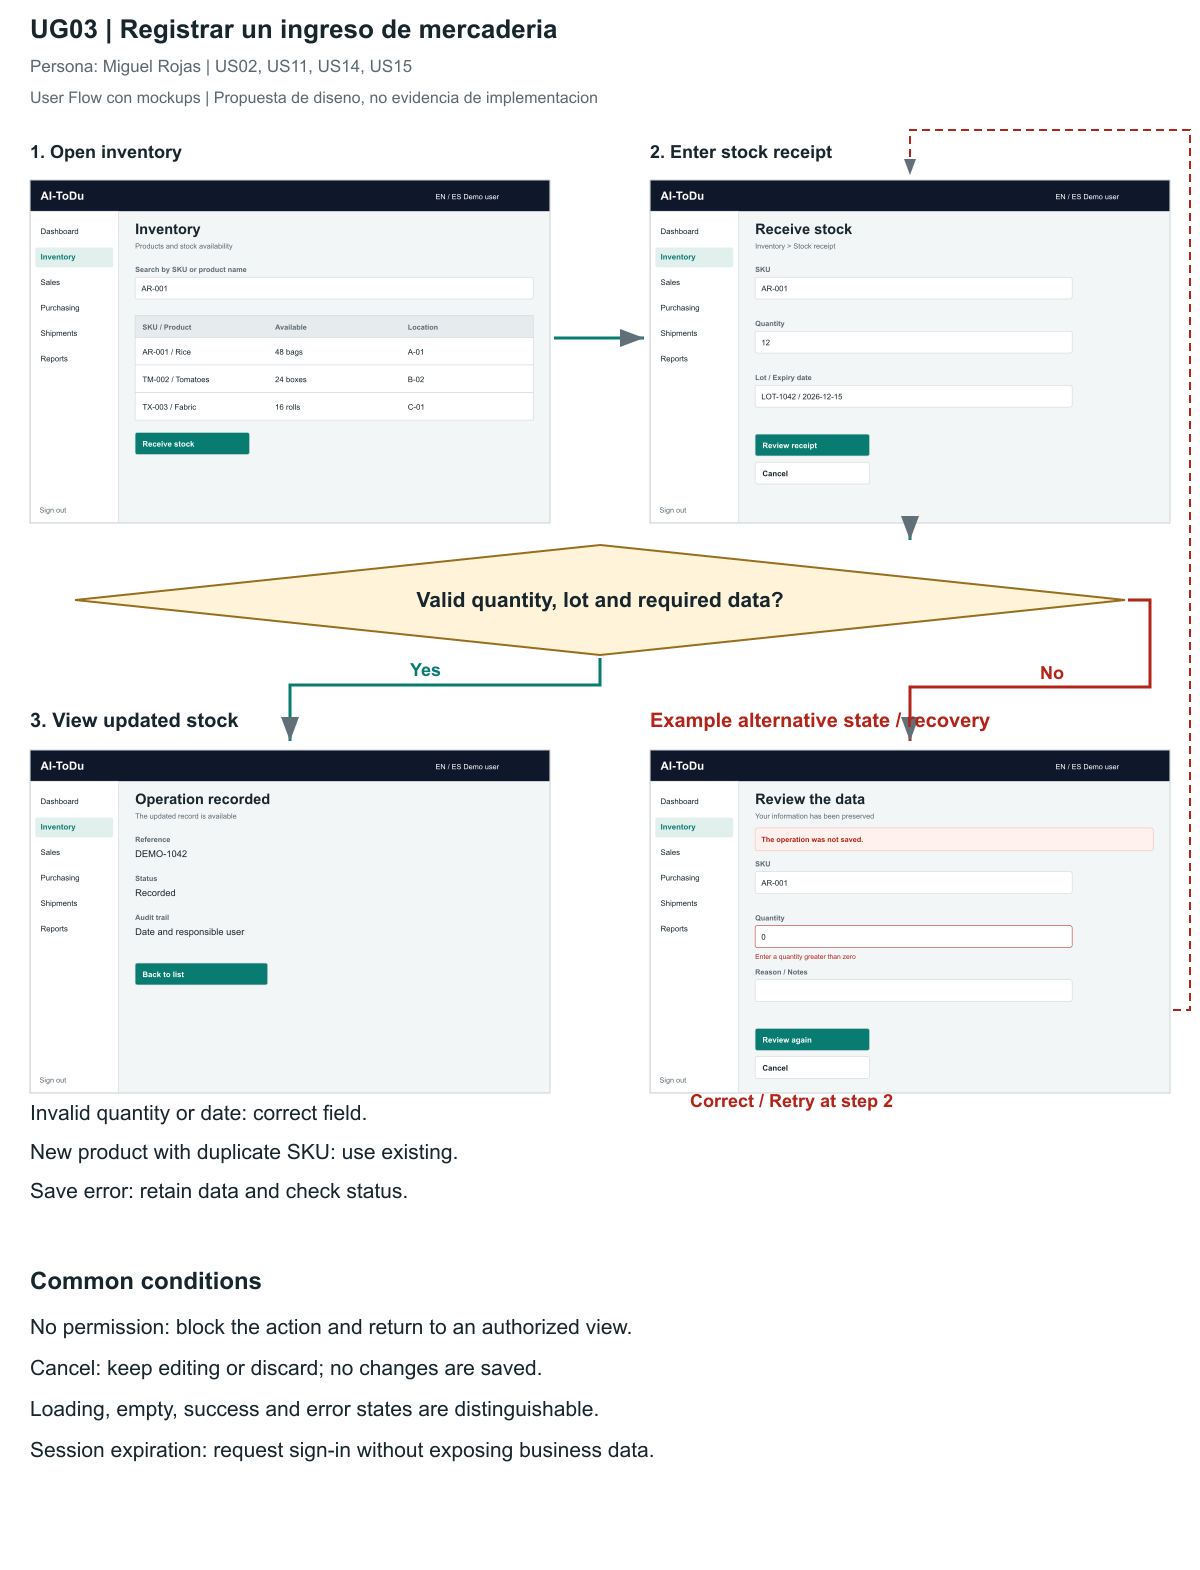 UG03 | Registrar un ingreso de mercaderia
Persona: Miguel Rojas | US02, US11, US14, US15
User Flow con mockups | Propuesta de diseno, no evidencia de implementacion
1. Open inventory
AI-ToDu
EN / ES Demo user
Dashboard
Inventory
Sales
Purchasing
Shipments
Reports
Sign out
Inventory
Products and stock availability
Search by SKU or product name
AR-001
SKU / Product Available Location
AR-001 / Rice 48 bags A-01
TM-002 / Tomatoes 24 boxes B-02
TX-003 / Fabric 16 rolls C-01
Receive stock
2. Enter stock receipt
AI-ToDu
EN / ES Demo user
Dashboard
Inventory
Sales
Purchasing
Shipments
Reports
Sign out
Receive stock
Inventory > Stock receipt
SKU
AR-001
Quantity
12
Lot / Expiry date
LOT-1042 / 2026-12-15
Review receipt
Cancel
Valid quantity, lot and required data?
Yes
No
3. View updated stock
AI-ToDu
EN / ES Demo user
Dashboard
Inventory
Sales
Purchasing
Shipments
Reports
Sign out
Operation recorded
The updated record is available
Reference
DEMO-1042
Status
Recorded
Audit trail
Date and responsible user
Back to list
Example alternative state / recovery
AI-ToDu
EN / ES Demo user
Dashboard
Inventory
Sales
Purchasing
Shipments
Reports
Sign out
Review the data
Your information has been preserved
The operation was not saved.
SKU
AR-001
Quantity
0
Enter a quantity greater than zero
Reason / Notes
Review again
Cancel
Correct / Retry at step 2
Invalid quantity or date: correct field.
New product with duplicate SKU: use existing.
Save error: retain data and check status.
Common conditions
No permission: block the action and return to an authorized view.
Cancel: keep editing or discard; no changes are saved.
Loading, empty, success and error states are distinguishable.
Session expiration: request sign-in without exposing business data.